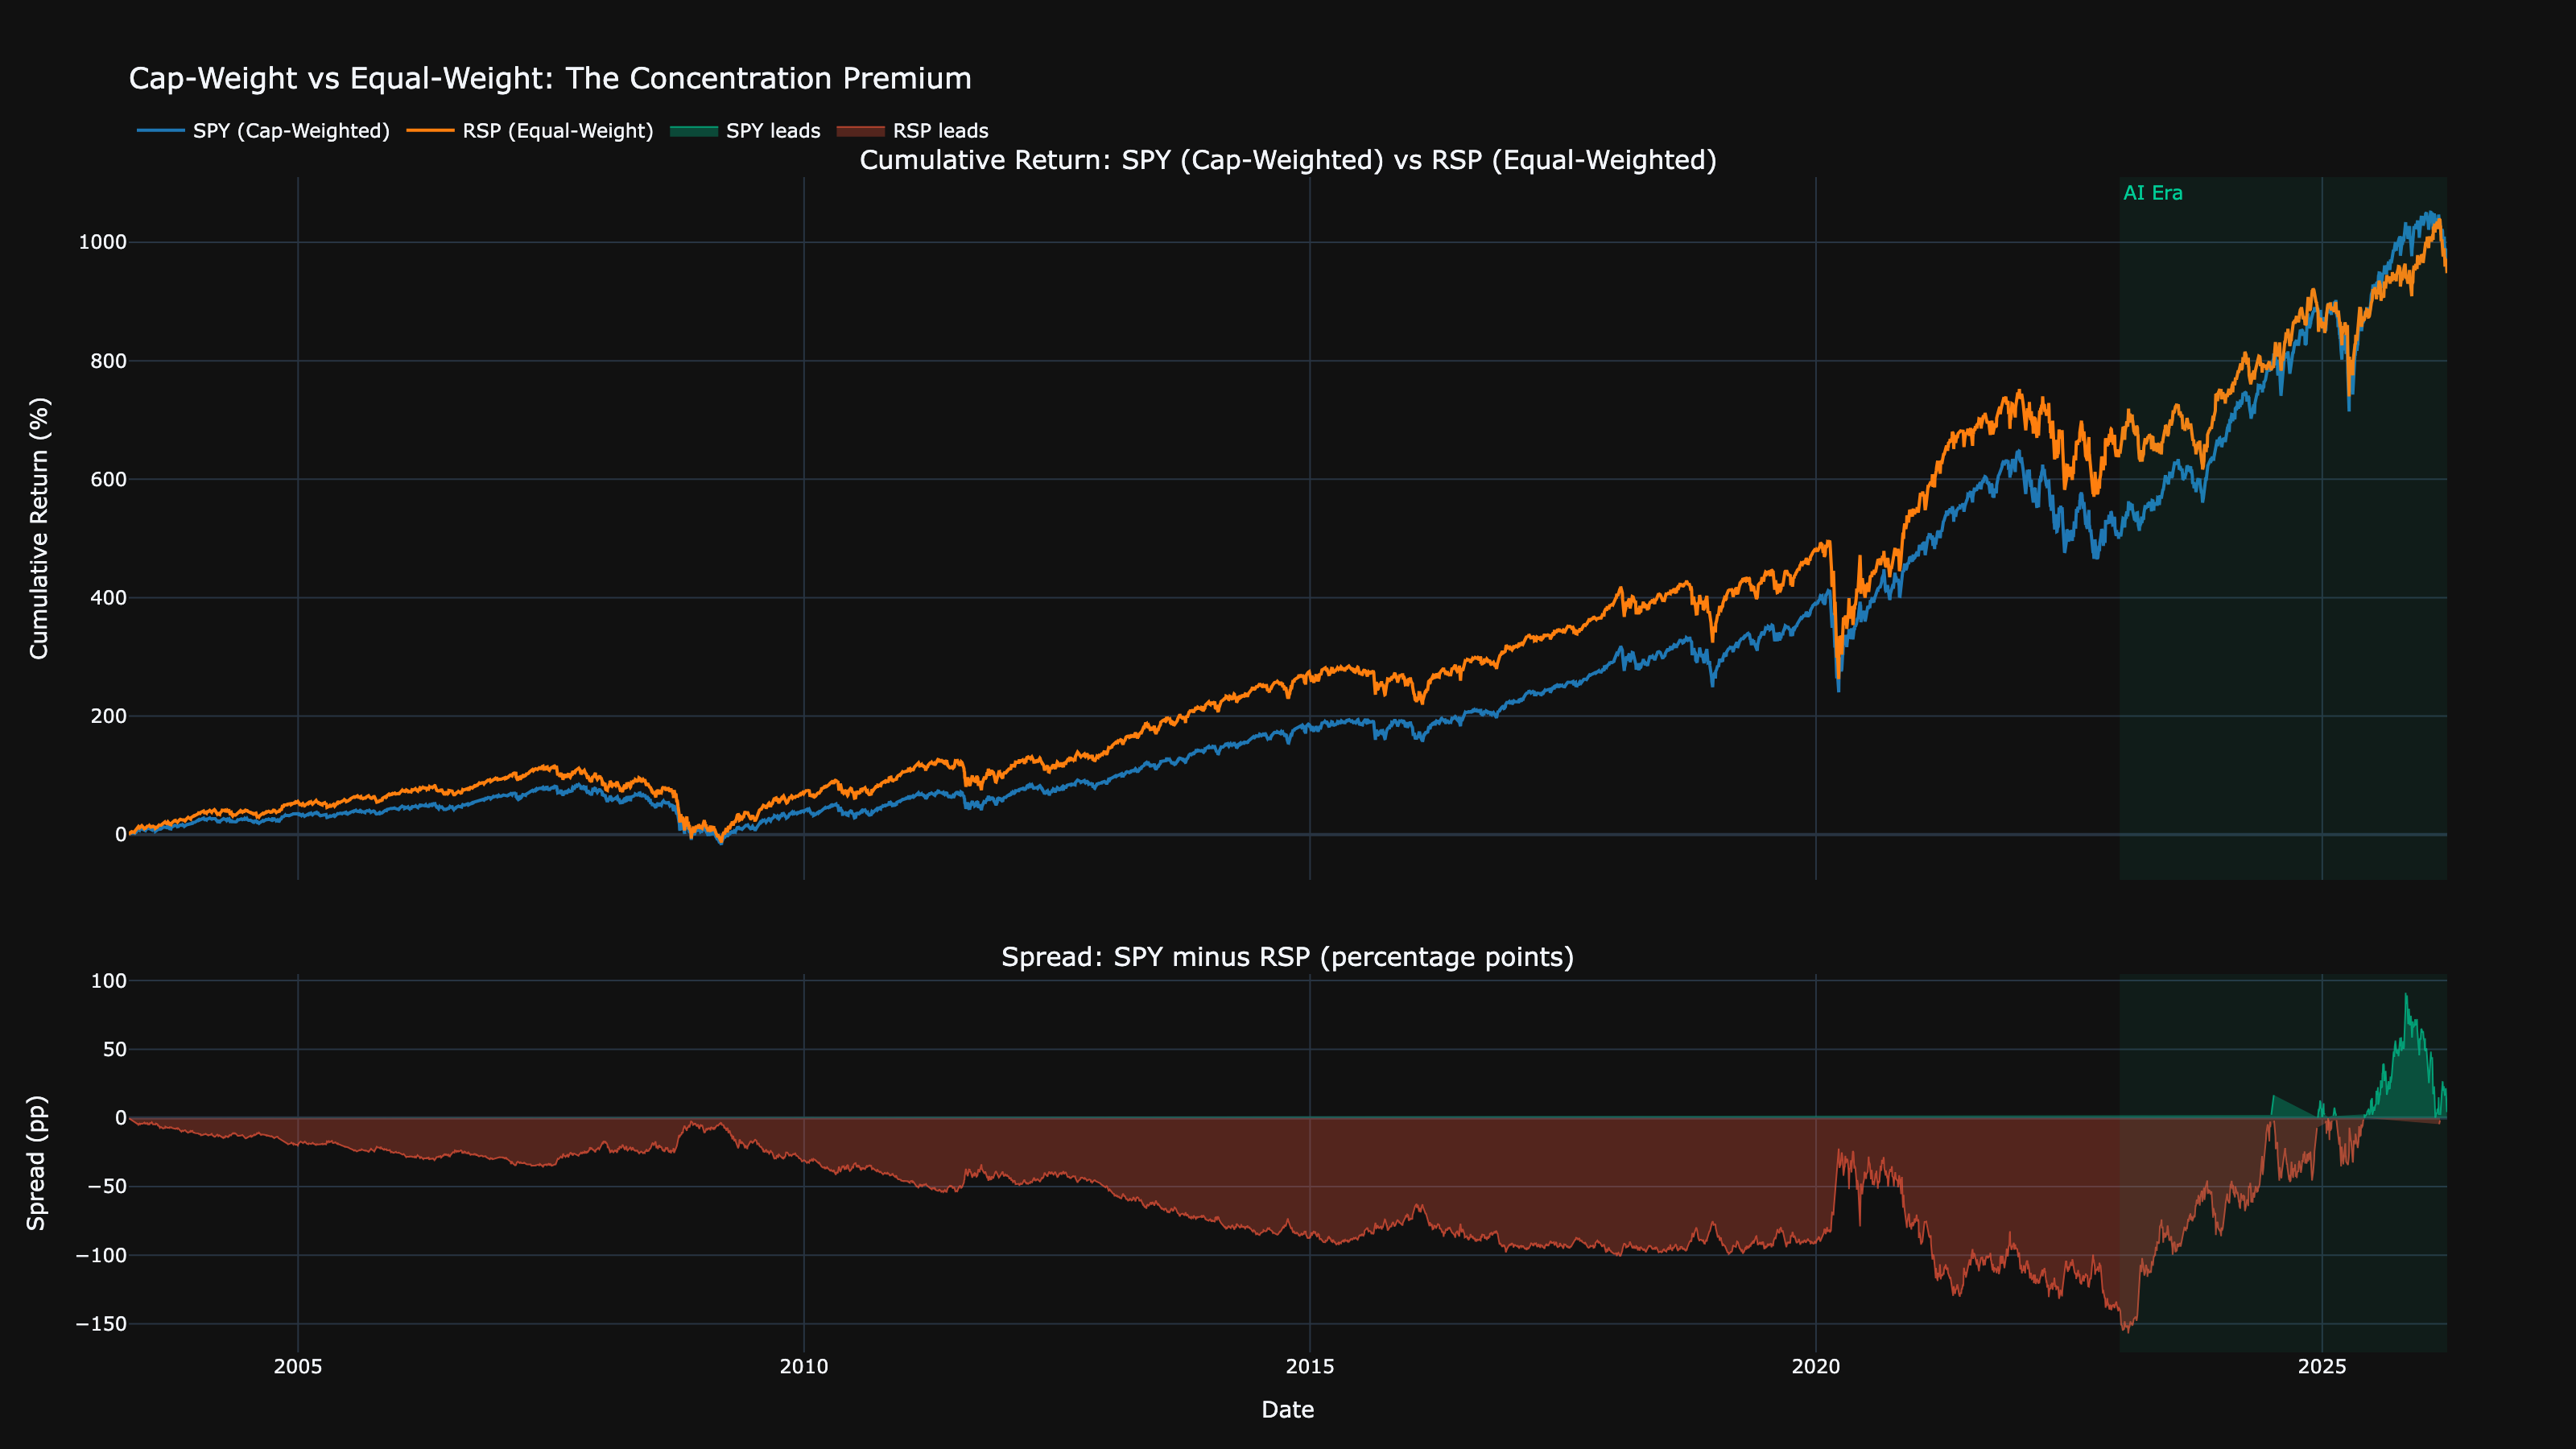 Cap-Weight vs Equal-Weight: The Concentration Premium
SPY (Cap-Weighted) RSP (Equal-Weight) SPY leads RSP leads
Cumulative Return: SPY (Cap-Weighted) vs RSP (Equal-Weighted)
AI Era
Cumulative Return (%)
1000
800
600
400
200
0
Spread: SPY minus RSP (percentage points)
Spread (pp)
100
50
0
−50
−100
−150
2005 2010 2015 2020 2025
Date